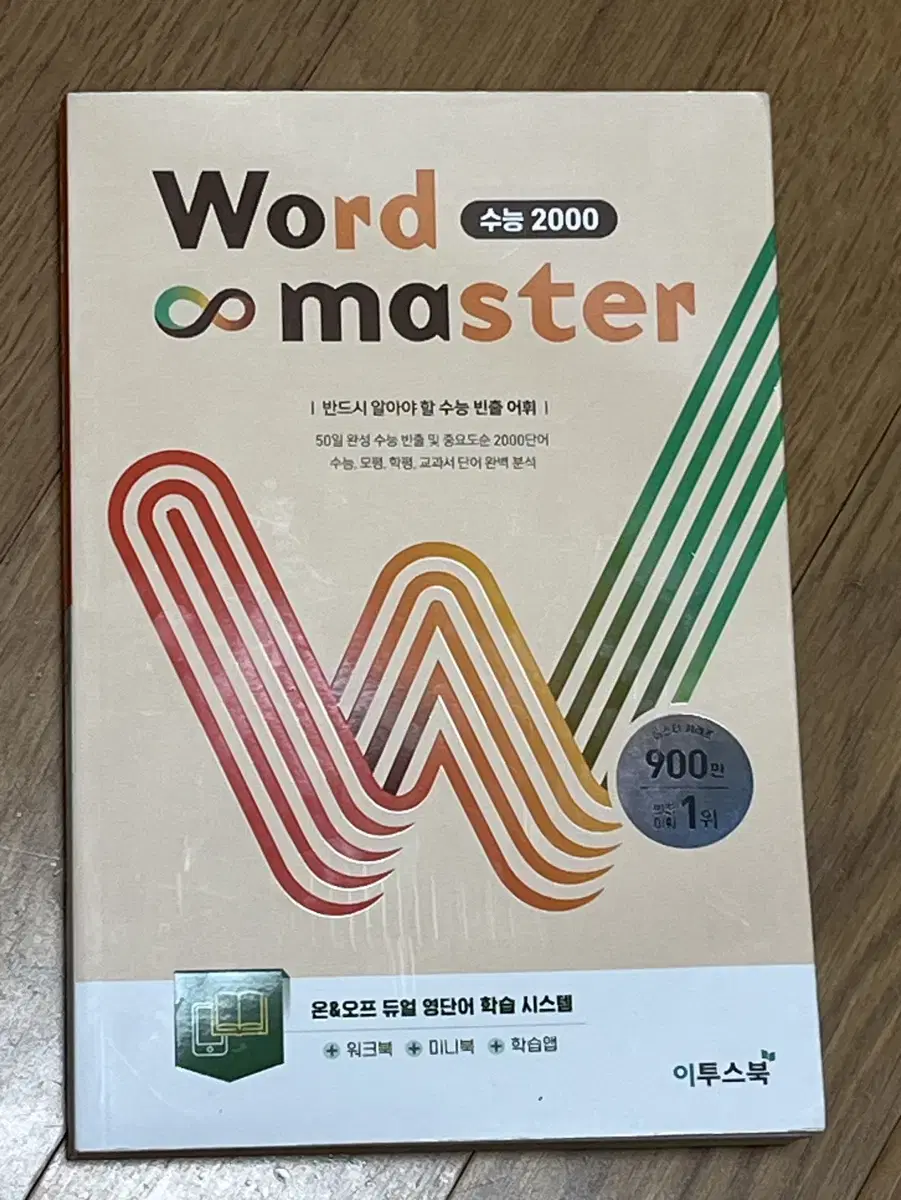 Word 수능 2000
master
| 반드시 알아야 할 수능 빈출 어휘 |
50일 완성 수능 빈출 및 중요도순 2000단어
수능, 모평, 학평, 교과서 단어 완벽 분석
900만
1위
온&오프 듀얼 영단어 학습 시스템
+ 워크북 + 미니북 + 학습앱
이투스북